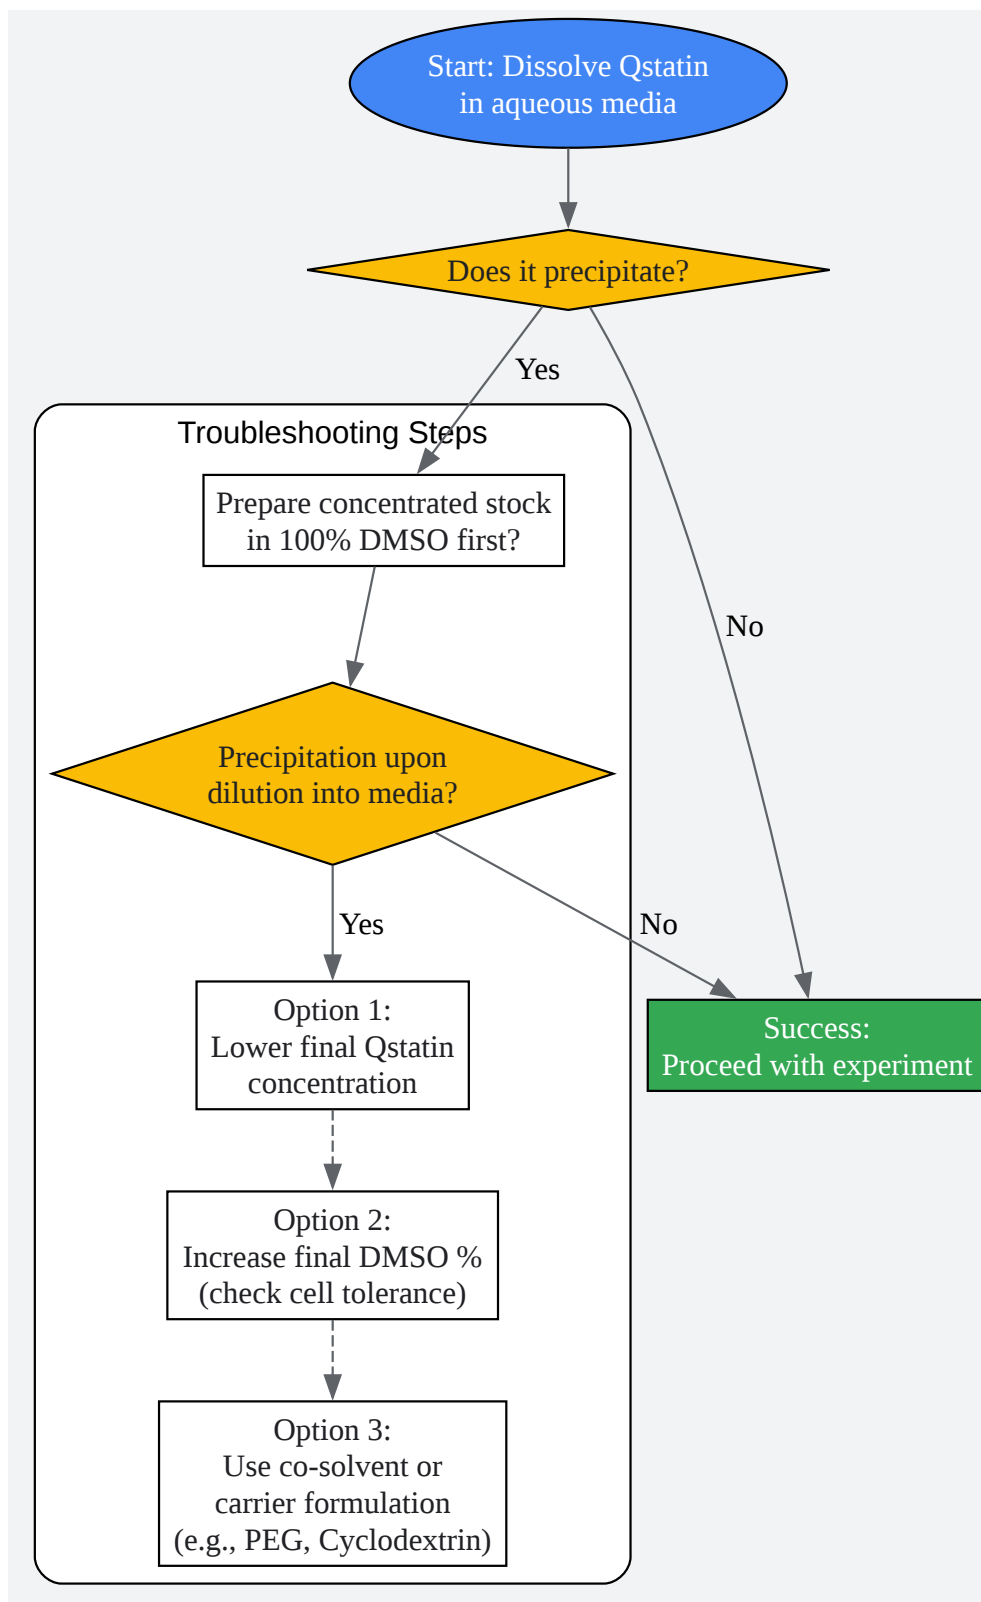 Start: Dissolve Qstatin
in aqueous media
Does it precipitate?
Yes
Troubleshooting Steps
Prepare concentrated stock
in 100% DMSO first?
No
Precipitation upon
dilution into media?
Yes
No
Option 1:
Lower final Qstatin
concentration
Success:
Proceed with experiment
Option 2:
Increase final DMSO %
(check cell tolerance)
Option 3:
Use co-solvent or
carrier formulation
(e.g., PEG, Cyclodextrin)